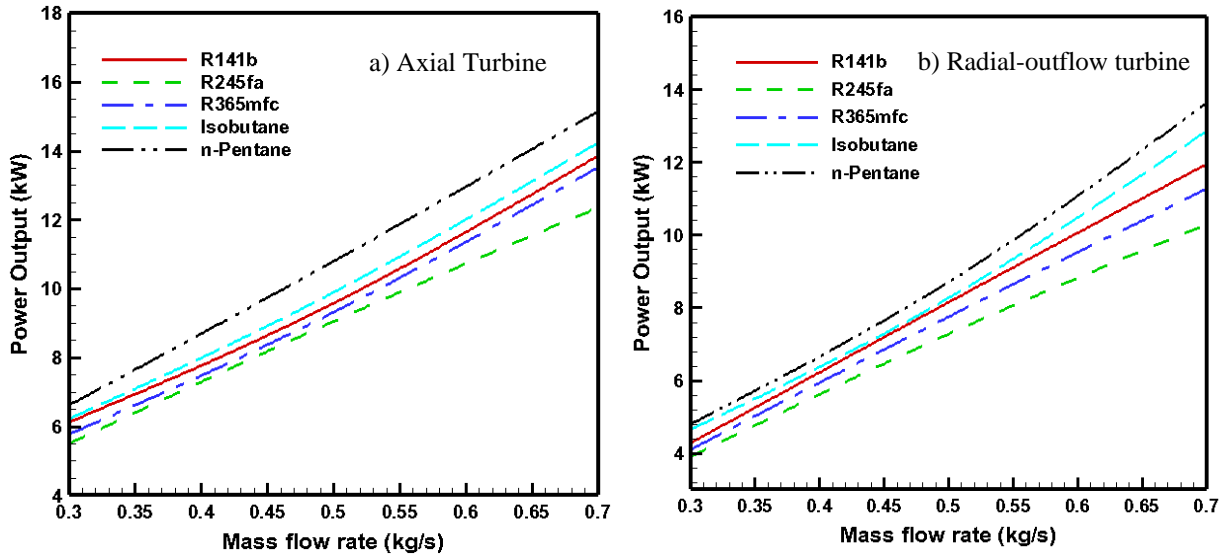 a) Axial Turbine
R141b
R245fa
R365mfc
Isobutane
n-Pentane
Power Output (kW)
18
16
14
12
10
8
6
4
0.3
0.35
0.4
0.45
0.5
0.55
0.6
0.65
0.7
Mass flow rate (kg/s)
b) Radial-outflow turbine
R141b
R245fa
R365mfc
Isobutane
n-Pentane
Power Output (kW)
16
14
12
10
8
6
4
0.3
0.35
0.4
0.45
0.5
0.55
0.6
0.65
0.7
Mass flow rate (kg/s)